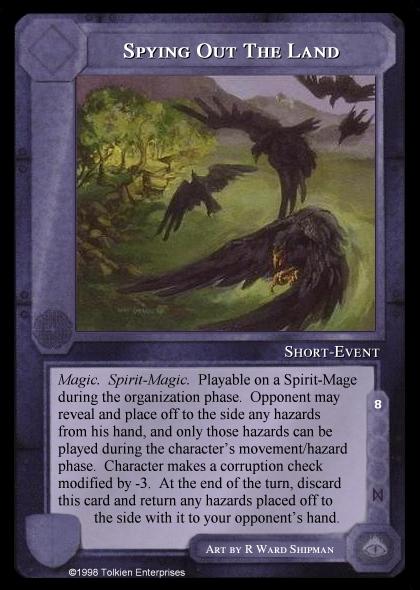 Spying Out The Land
Short-Event
Magic. Spirit-Magic. Playable on a Spirit-Mage
during the organization phase. Opponent may
reveal and place off to the side any hazards
from his hand, and only those hazards can be
played during the character's movement/hazard
phase. Character makes a corruption check
modified by -3. At the end of the turn, discard
this card and return any hazards placed off to
the side with it to your opponent's hand.
8
Art by R Ward Shipman
©1998 Tolkien Enterprises